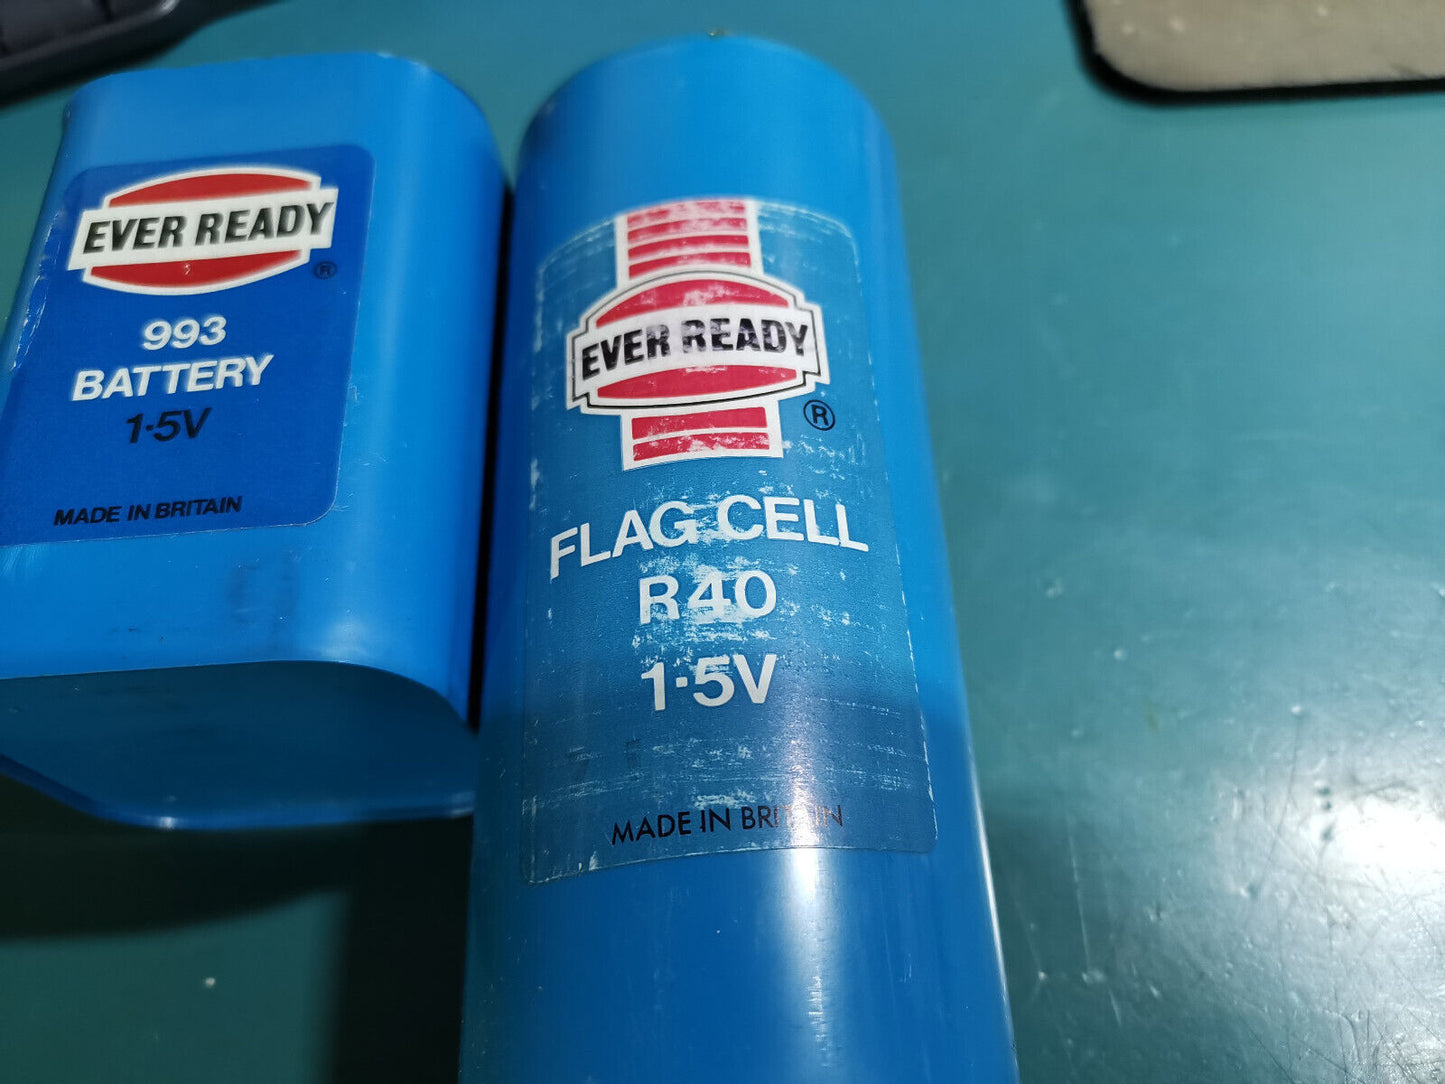 EVER READY
®
993
BATTERY
1·5V
MADE IN BRITAIN
EVER READY
®
FLAG CELL
R40
1·5V
MADE IN BRITAIN